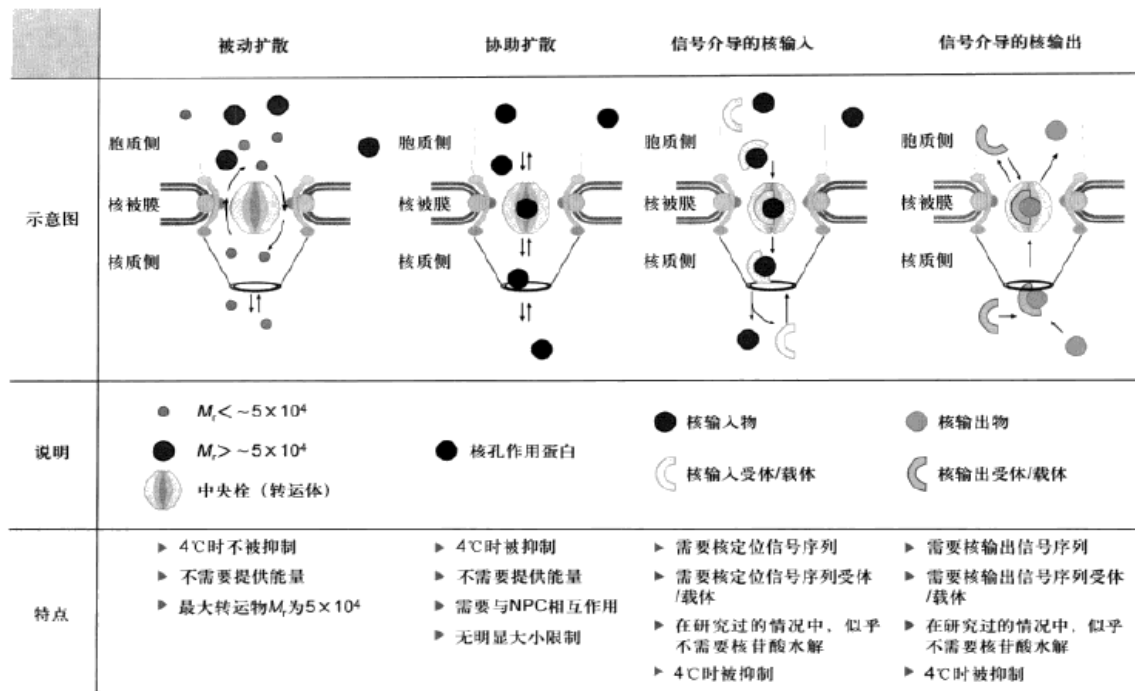 被动扩散
协助扩散
信号介导的核输入
信号介导的核输出
示意图
胞质侧
核被膜
核质侧
胞质侧
核被膜
核质侧
胞质侧
核被膜
核质侧
胞质侧
核被膜
核质侧
说明
Mr<~5×10⁴
Mr>~5×10⁴
中央栓（转运体）
核孔作用蛋白
核输入物
核输入受体/载体
核输出物
核输出受体/载体
特点
▶ 4℃时不被抑制
▶ 不需要提供能量
▶ 最大转运物Mr为5×10⁴
▶ 4℃时被抑制
▶ 不需要提供能量
▶ 需要与NPC相互作用
▶ 无明显大小限制
▶ 需要核定位信号序列
▶ 需要核定位信号序列受体
/载体
▶ 在研究过的情况中，似乎
不需要核苷酸水解
▶ 4℃时被抑制
▶ 需要核输出信号序列
▶ 需要核输出信号序列受体
/载体
▶ 在研究过的情况中，似乎
不需要核苷酸水解
▶ 4℃时被抑制